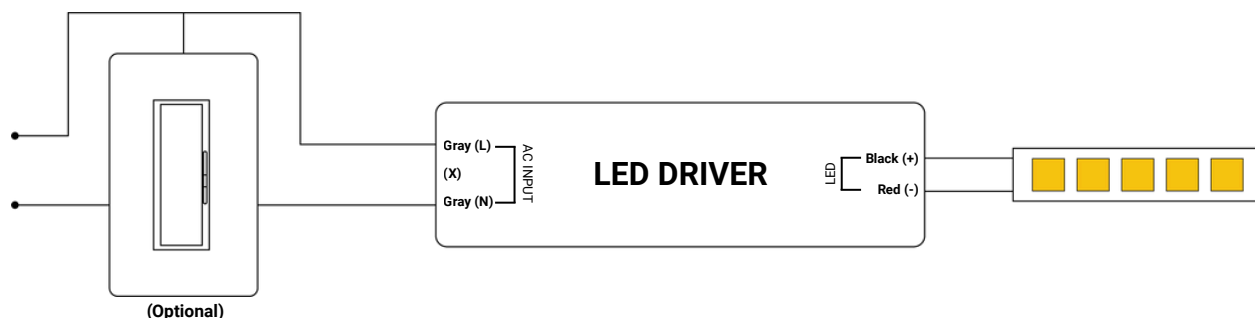 Gray (L)
(X)
Gray (N)
AC INPUT
LED DRIVER
LED
Black (+)
Red (-)
(Optional)